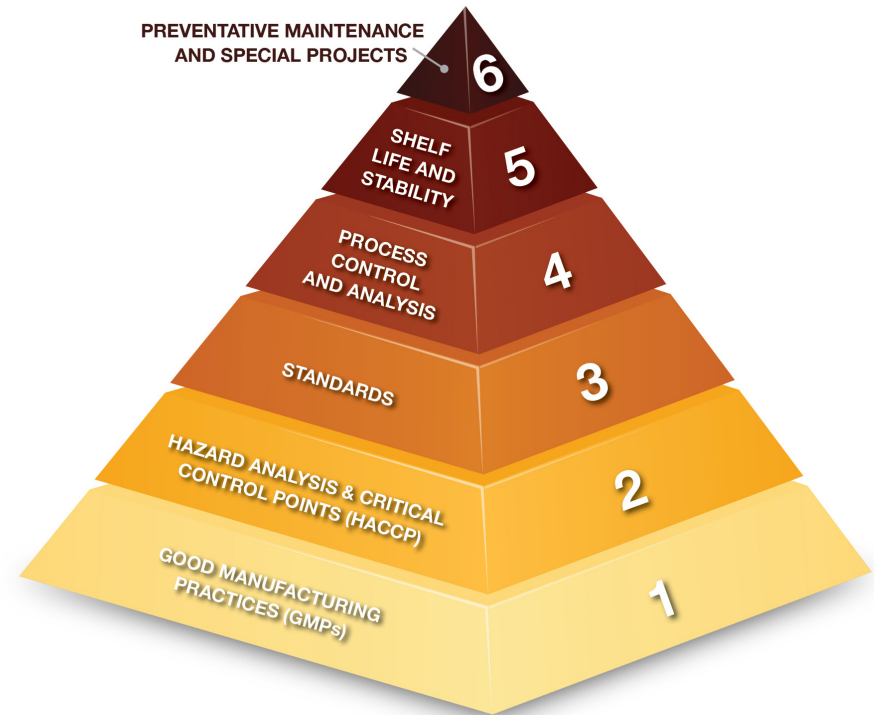 PREVENTATIVE MAINTENANCE
AND SPECIAL PROJECTS
6
SHELF
LIFE AND
STABILITY
5
PROCESS
CONTROL
AND ANALYSIS
4
STANDARDS
3
HAZARD ANALYSIS & CRITICAL
CONTROL POINTS (HACCP)
2
GOOD MANUFACTURING
PRACTICES (GMPs)
1